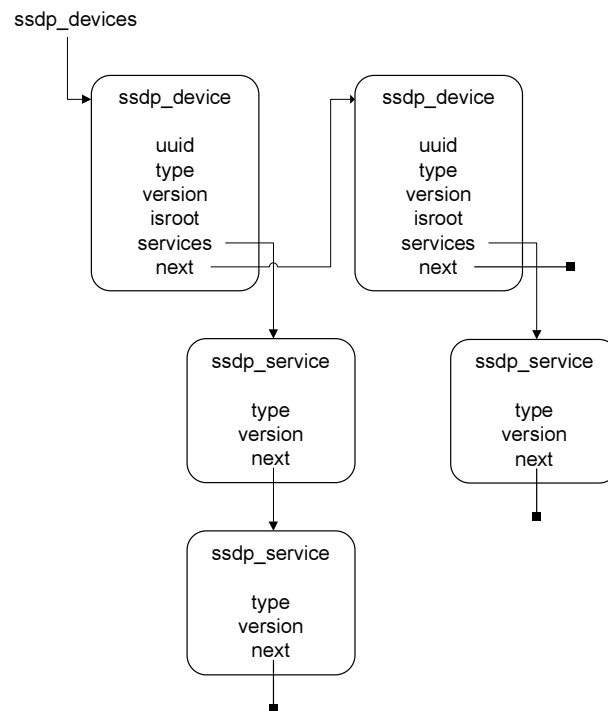 ssdp_devices
ssdp_device
uuid
type
version
isroot
services
next
ssdp_device
uuid
type
version
isroot
services
next
ssdp_service
type
version
next
ssdp_service
type
version
next
ssdp_service
type
version
next